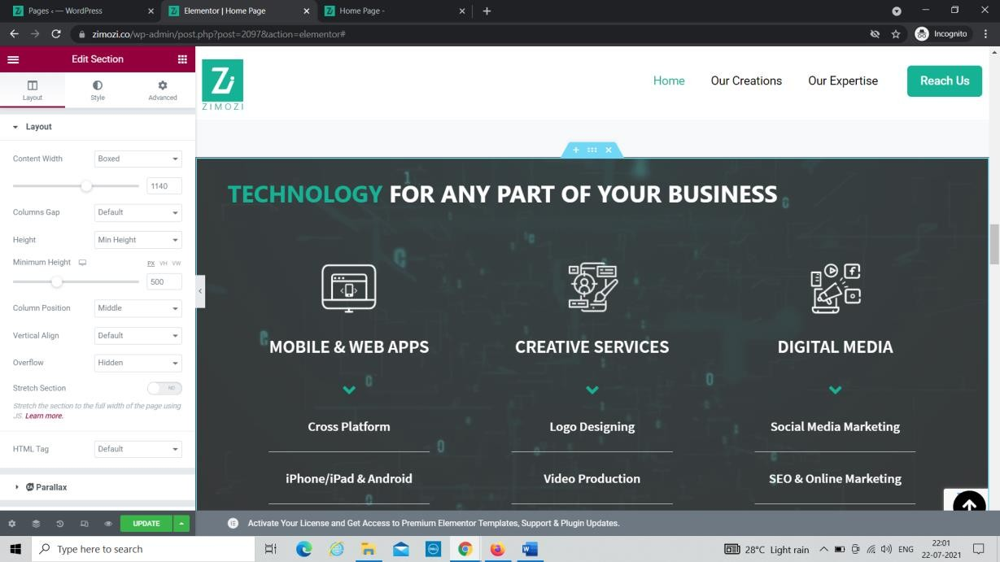 Pages ‹ — WordPress
Elementor | Home Page
Home Page -
zimozi.co/wp-admin/post.php?post=2097&action=elementor#
Incognito
Edit Section
Layout
Style
Advanced
Layout
Content Width
Boxed
1140
Columns Gap
Default
Height
Min Height
Minimum Height
PX VH VW
500
Column Position
Middle
Vertical Align
Default
Overflow
Hidden
Stretch Section
NO
Stretch the section to the full width of the page using
JS. Learn more.
HTML Tag
Default
Parallax
UPDATE
Zi
ZIMOZI
Home
Our Creations
Our Expertise
Reach Us
TECHNOLOGY FOR ANY PART OF YOUR BUSINESS
MOBILE & WEB APPS
Cross Platform
iPhone/iPad & Android
CREATIVE SERVICES
Logo Designing
Video Production
DIGITAL MEDIA
Social Media Marketing
SEO & Online Marketing
Activate Your License and Get Access to Premium Elementor Templates, Support & Plugin Updates.
Type here to search
28°C Light rain
ENG
22:01
22-07-2021